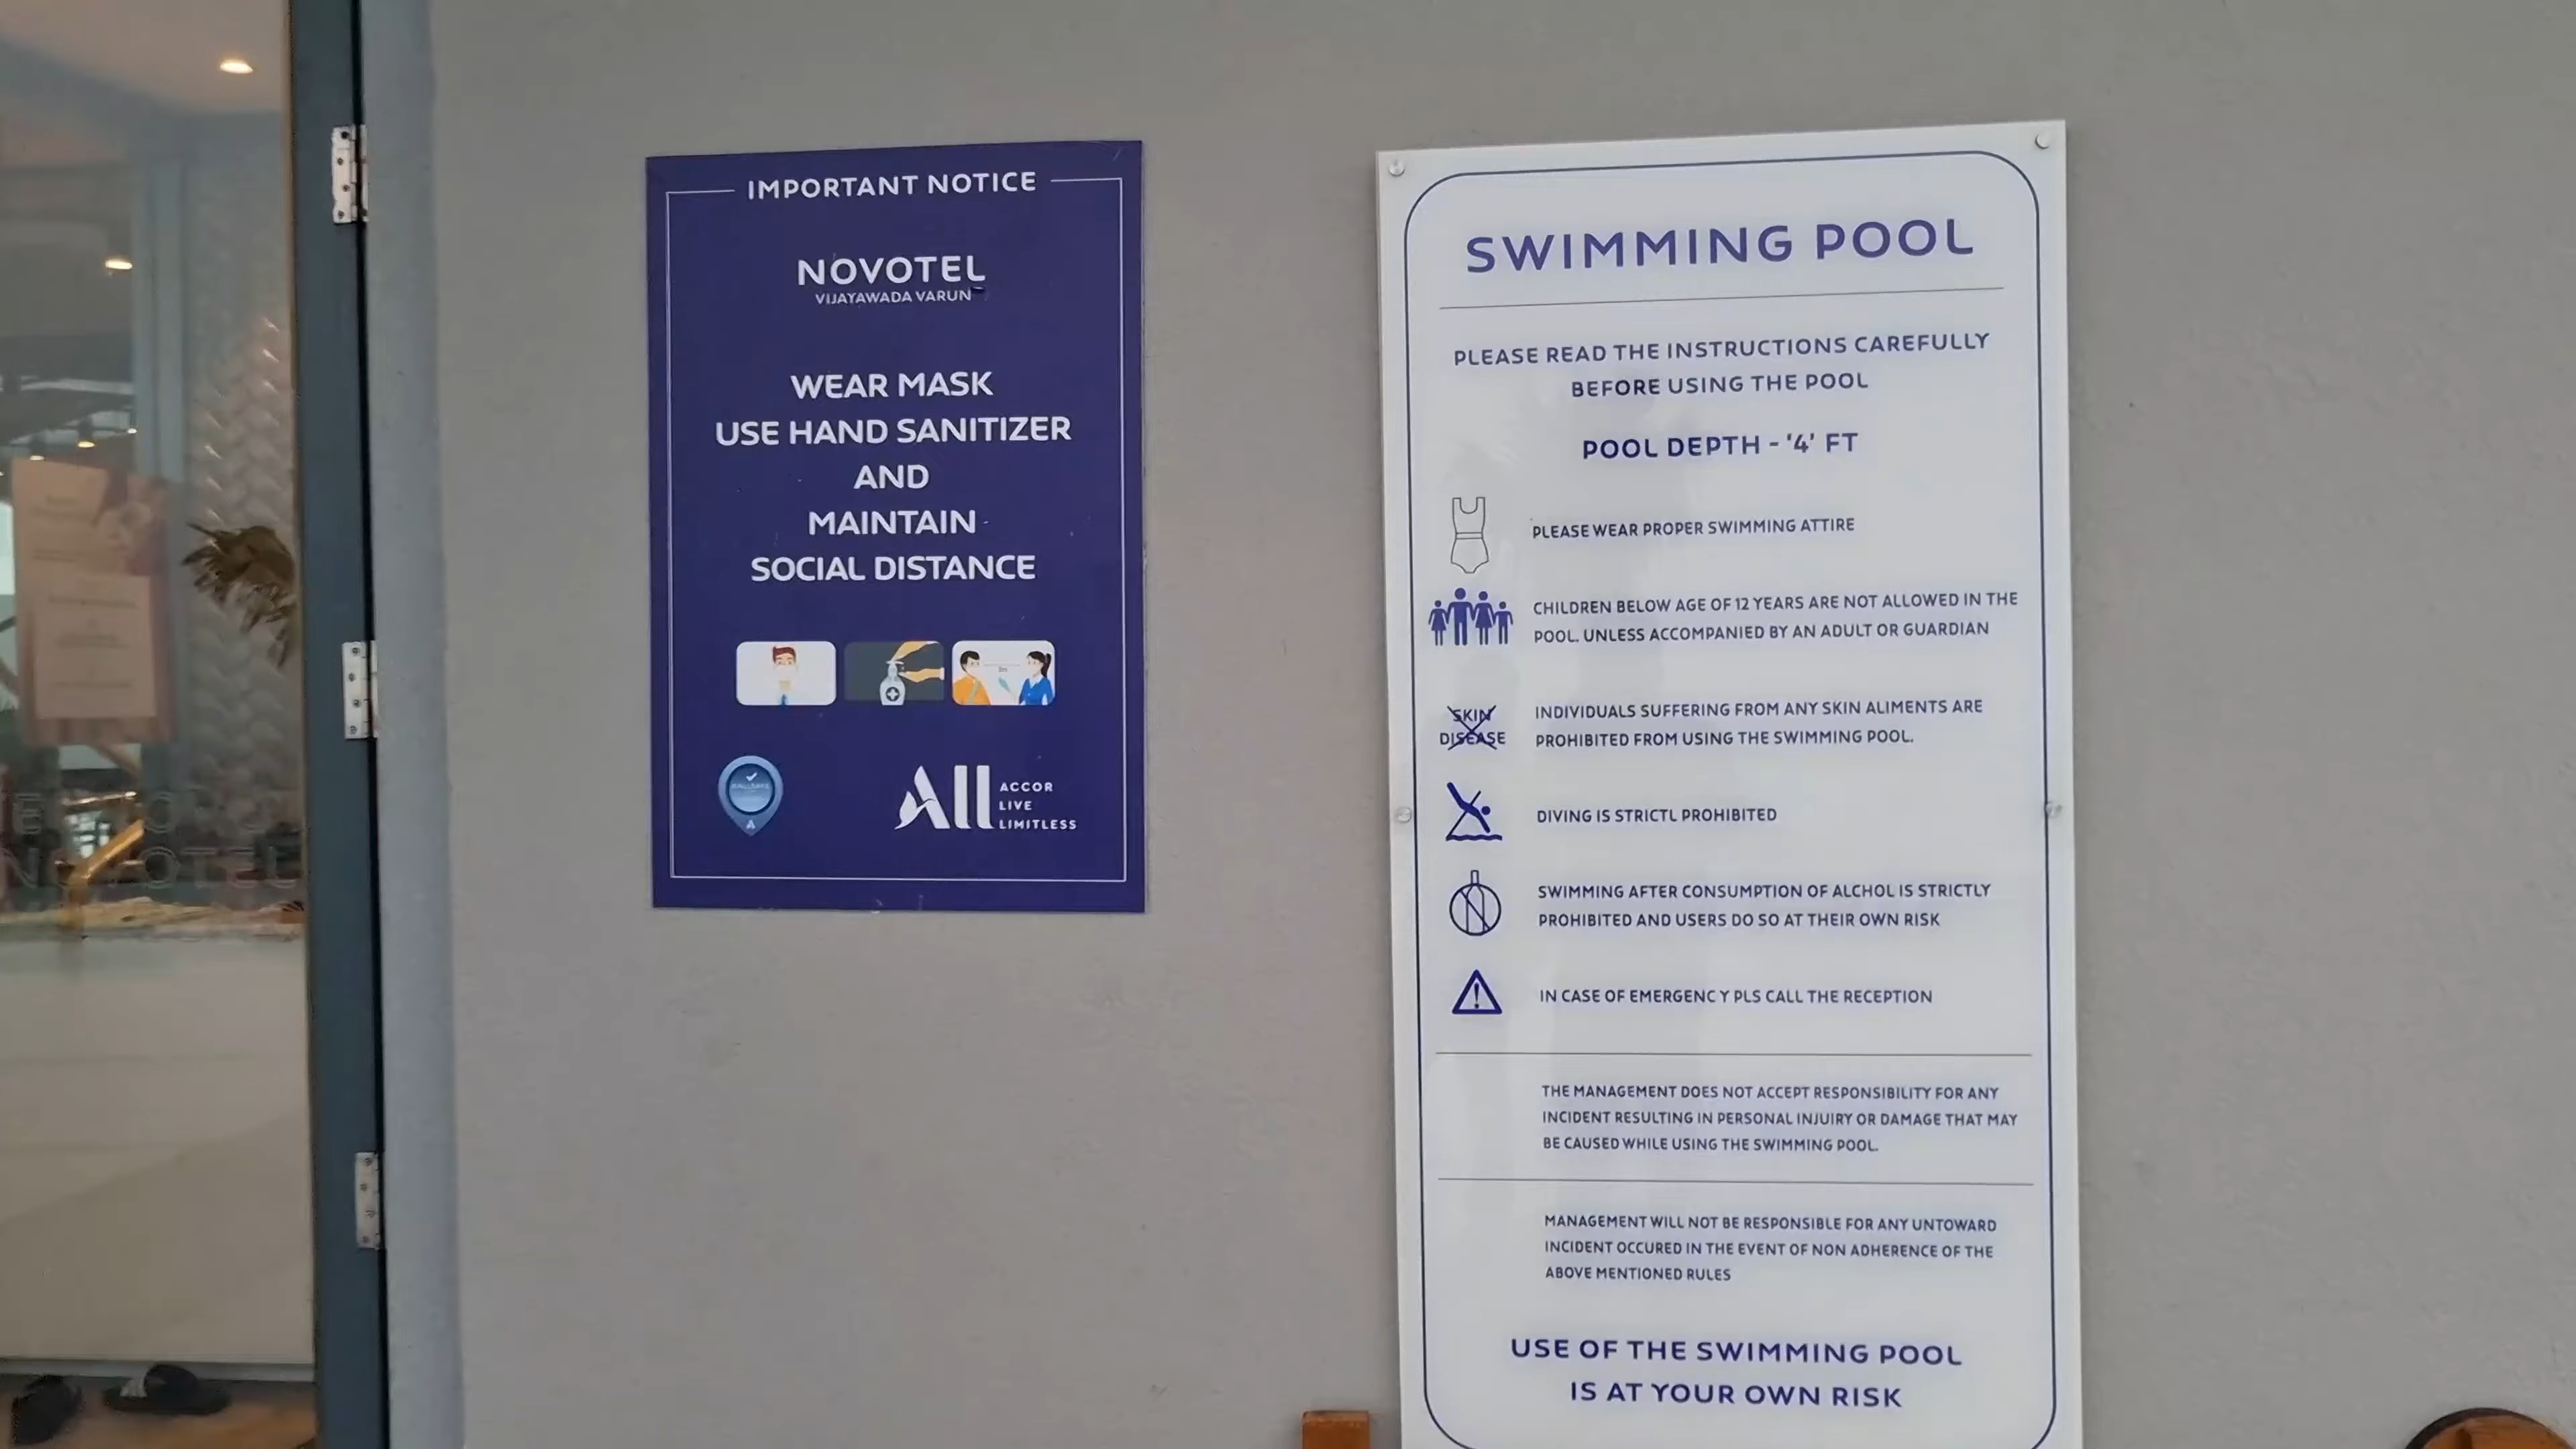 IMPORTANT NOTICE
NOVOTEL
VIJAYAWADA VARUN
WEAR MASK
USE HAND SANITIZER
AND
MAINTAIN
SOCIAL DISTANCE
All
ACCOR
LIVE
LIMITLESS
SWIMMING POOL
PLEASE READ THE INSTRUCTIONS CAREFULLY
BEFORE USING THE POOL
POOL DEPTH - '4' FT
PLEASE WEAR PROPER SWIMMING ATTIRE
CHILDREN BELOW AGE OF 12 YEARS ARE NOT ALLOWED IN THE
POOL. UNLESS ACCOMPANIED BY AN ADULT OR GUARDIAN
SKIN
DISEASE
INDIVIDUALS SUFFERING FROM ANY SKIN ALIMENTS ARE
PROHIBITED FROM USING THE SWIMMING POOL.
DIVING IS STRICTL PROHIBITED
SWIMMING AFTER CONSUMPTION OF ALCHOL IS STRICTLY
PROHIBITED AND USERS DO SO AT THEIR OWN RISK
IN CASE OF EMERGENC Y PLS CALL THE RECEPTION
THE MANAGEMENT DOES NOT ACCEPT RESPONSIBILITY FOR ANY
INCIDENT RESULTING IN PERSONAL INJUIRY OR DAMAGE THAT MAY
BE CAUSED WHILE USING THE SWIMMING POOL.
MANAGEMENT WILL NOT BE RESPONSIBLE FOR ANY UNTOWARD
INCIDENT OCCURED IN THE EVENT OF NON ADHERENCE OF THE
ABOVE MENTIONED RULES
USE OF THE SWIMMING POOL
IS AT YOUR OWN RISK
NOVOTEL